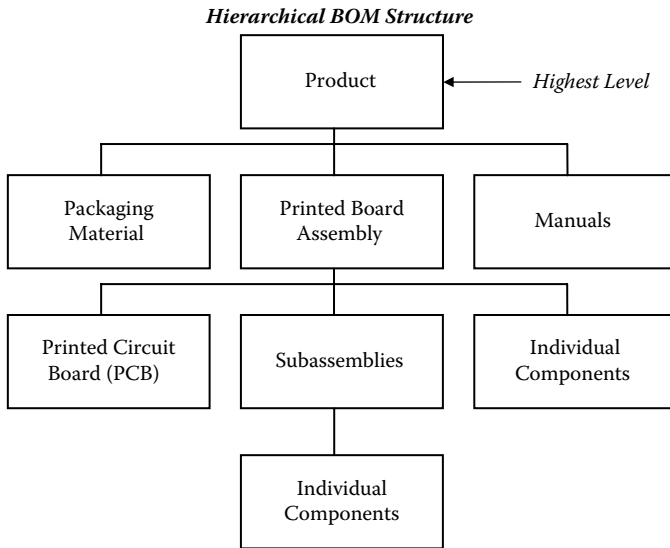 Hierarchical BOM Structure
Product
Highest Level
Packaging
Material
Printed Board
Assembly
Manuals
Printed Circuit
Board (PCB)
Subassemblies
Individual
Components
Individual
Components